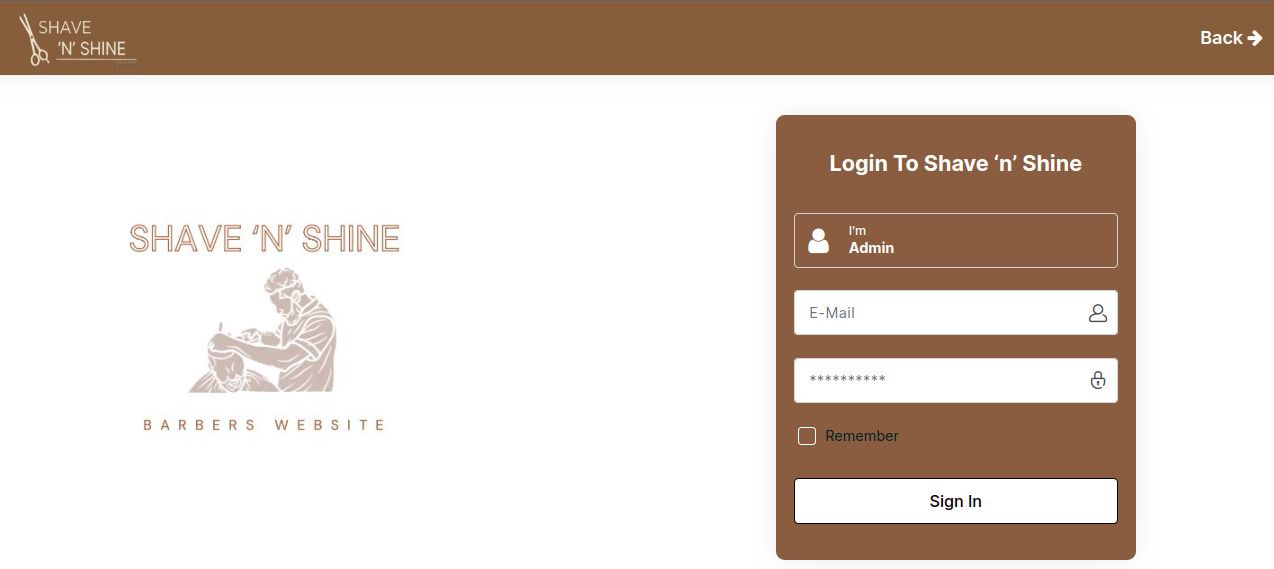 SHAVE
'N' SHINE
Back
Login To Shave ‘n’ Shine
I'm
Admin
SHAVE ‘N’ SHINE
E-Mail
**********
BARBERS WEBSITE
Remember
Sign In